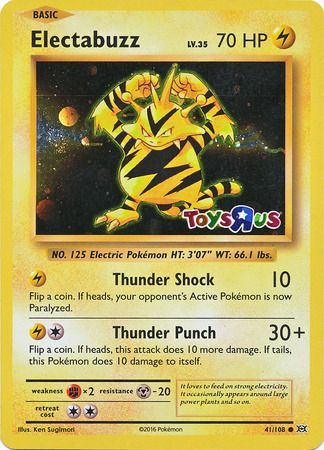 BASIC
Electabuzz LV.35 70 HP
TOYSRUS
NO. 125 Electric Pokémon HT: 3'07" WT: 66.1 lbs.
Thunder Shock 10
Flip a coin. If heads, your opponent's Active Pokémon is now
Paralyzed.
Thunder Punch 30+
Flip a coin. If heads, this attack does 10 more damage. If tails,
this Pokémon does 10 damage to itself.
weakness ×2 resistance -20
retreat
cost
It loves to feed on strong electricity.
It occasionally appears around large
power plants and so on.
Illus. Ken Sugimori ©2016 Pokémon 41/108 ● XY